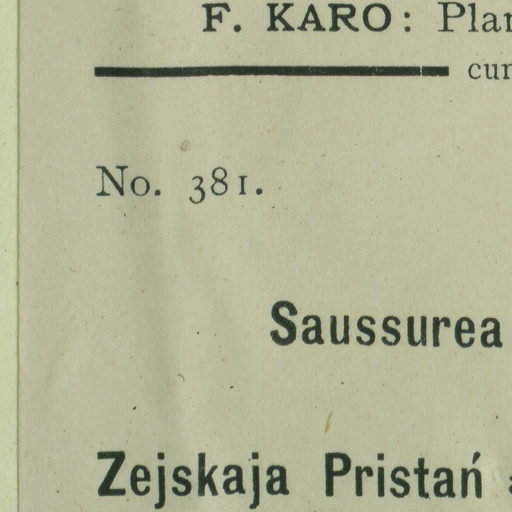 F. KARO: Plan
cur
No. 381.
Saussurea
Zejskaja Pristań